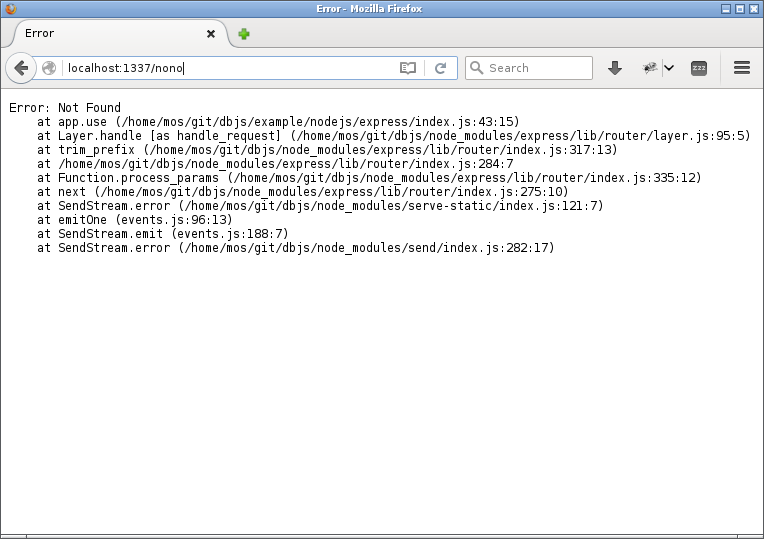 Error - Mozilla Firefox
Error
localhost:1337/nono
Search
zzz
Error: Not Found
at app.use (/home/mos/git/dbjs/example/nodejs/express/index.js:43:15)
at Layer.handle [as handle_request] (/home/mos/git/dbjs/node_modules/express/lib/router/layer.js:95:5)
at trim_prefix (/home/mos/git/dbjs/node_modules/express/lib/router/index.js:317:13)
at /home/mos/git/dbjs/node_modules/express/lib/router/index.js:284:7
at Function.process_params (/home/mos/git/dbjs/node_modules/express/lib/router/index.js:335:12)
at next (/home/mos/git/dbjs/node_modules/express/lib/router/index.js:275:10)
at SendStream.error (/home/mos/git/dbjs/node_modules/serve-static/index.js:121:7)
at emitOne (events.js:96:13)
at SendStream.emit (events.js:188:7)
at SendStream.error (/home/mos/git/dbjs/node_modules/send/index.js:282:17)